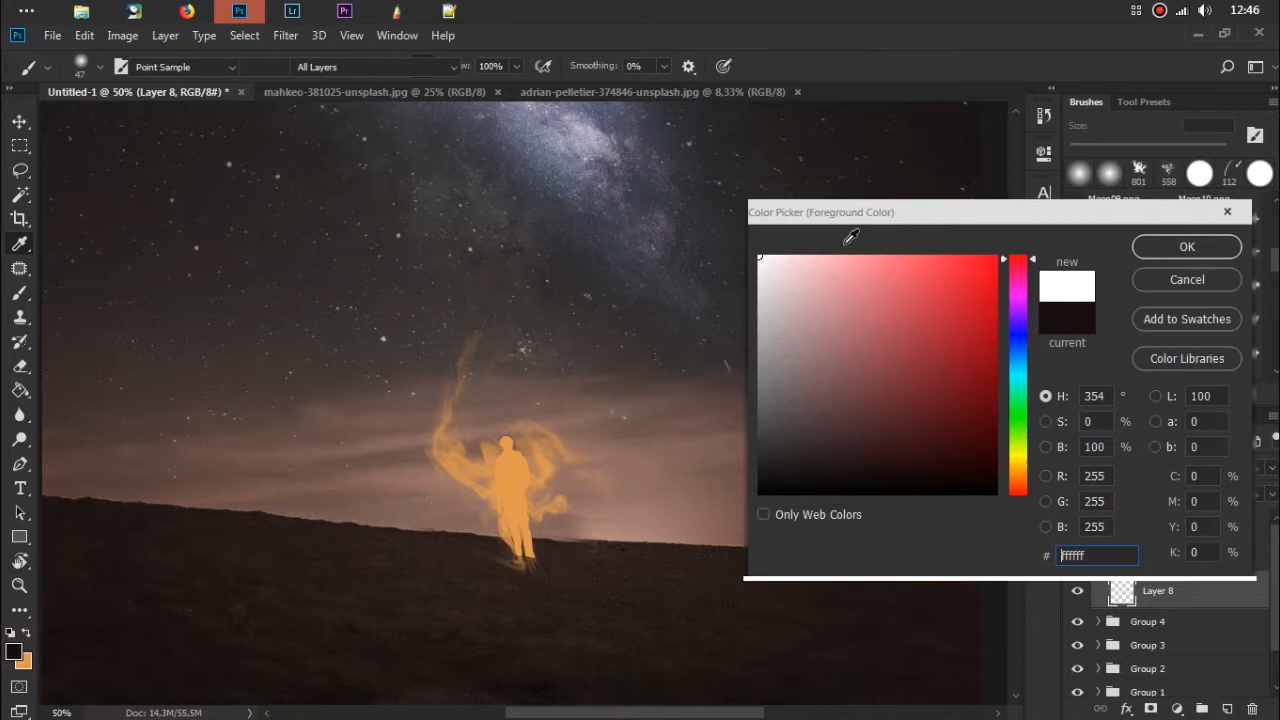 Ps
Lr
Pr
12:46
Ps
File Edit Image Layer Type Select Filter 3D View Window Help
47
Point Sample
All Layers
100%
Smoothing: 0%
Untitled-1 @ 50% (Layer 8, RGB/8#) *
mahkeo-381025-unsplash.jpg @ 25% (RGB/8)
adrian-pelletier-374846-unsplash.jpg @ 8,33% (RGB/8)
Brushes
Tool Presets
Size:
801
558
112
Color Picker (Foreground Color)
OK
new
Cancel
Add to Swatches
current
Color Libraries
H: 354 °
L: 100
S: 0 %
a: 0
B: 100 %
b: 0
R: 255
C: 0 %
G: 255
M: 0 %
Only Web Colors
B: 255
Y: 0 %
# ffffff
K: 0 %
Layer 8
Group 4
Group 3
Group 2
Group 1
50%
Doc: 14,3M/55,5M
fx